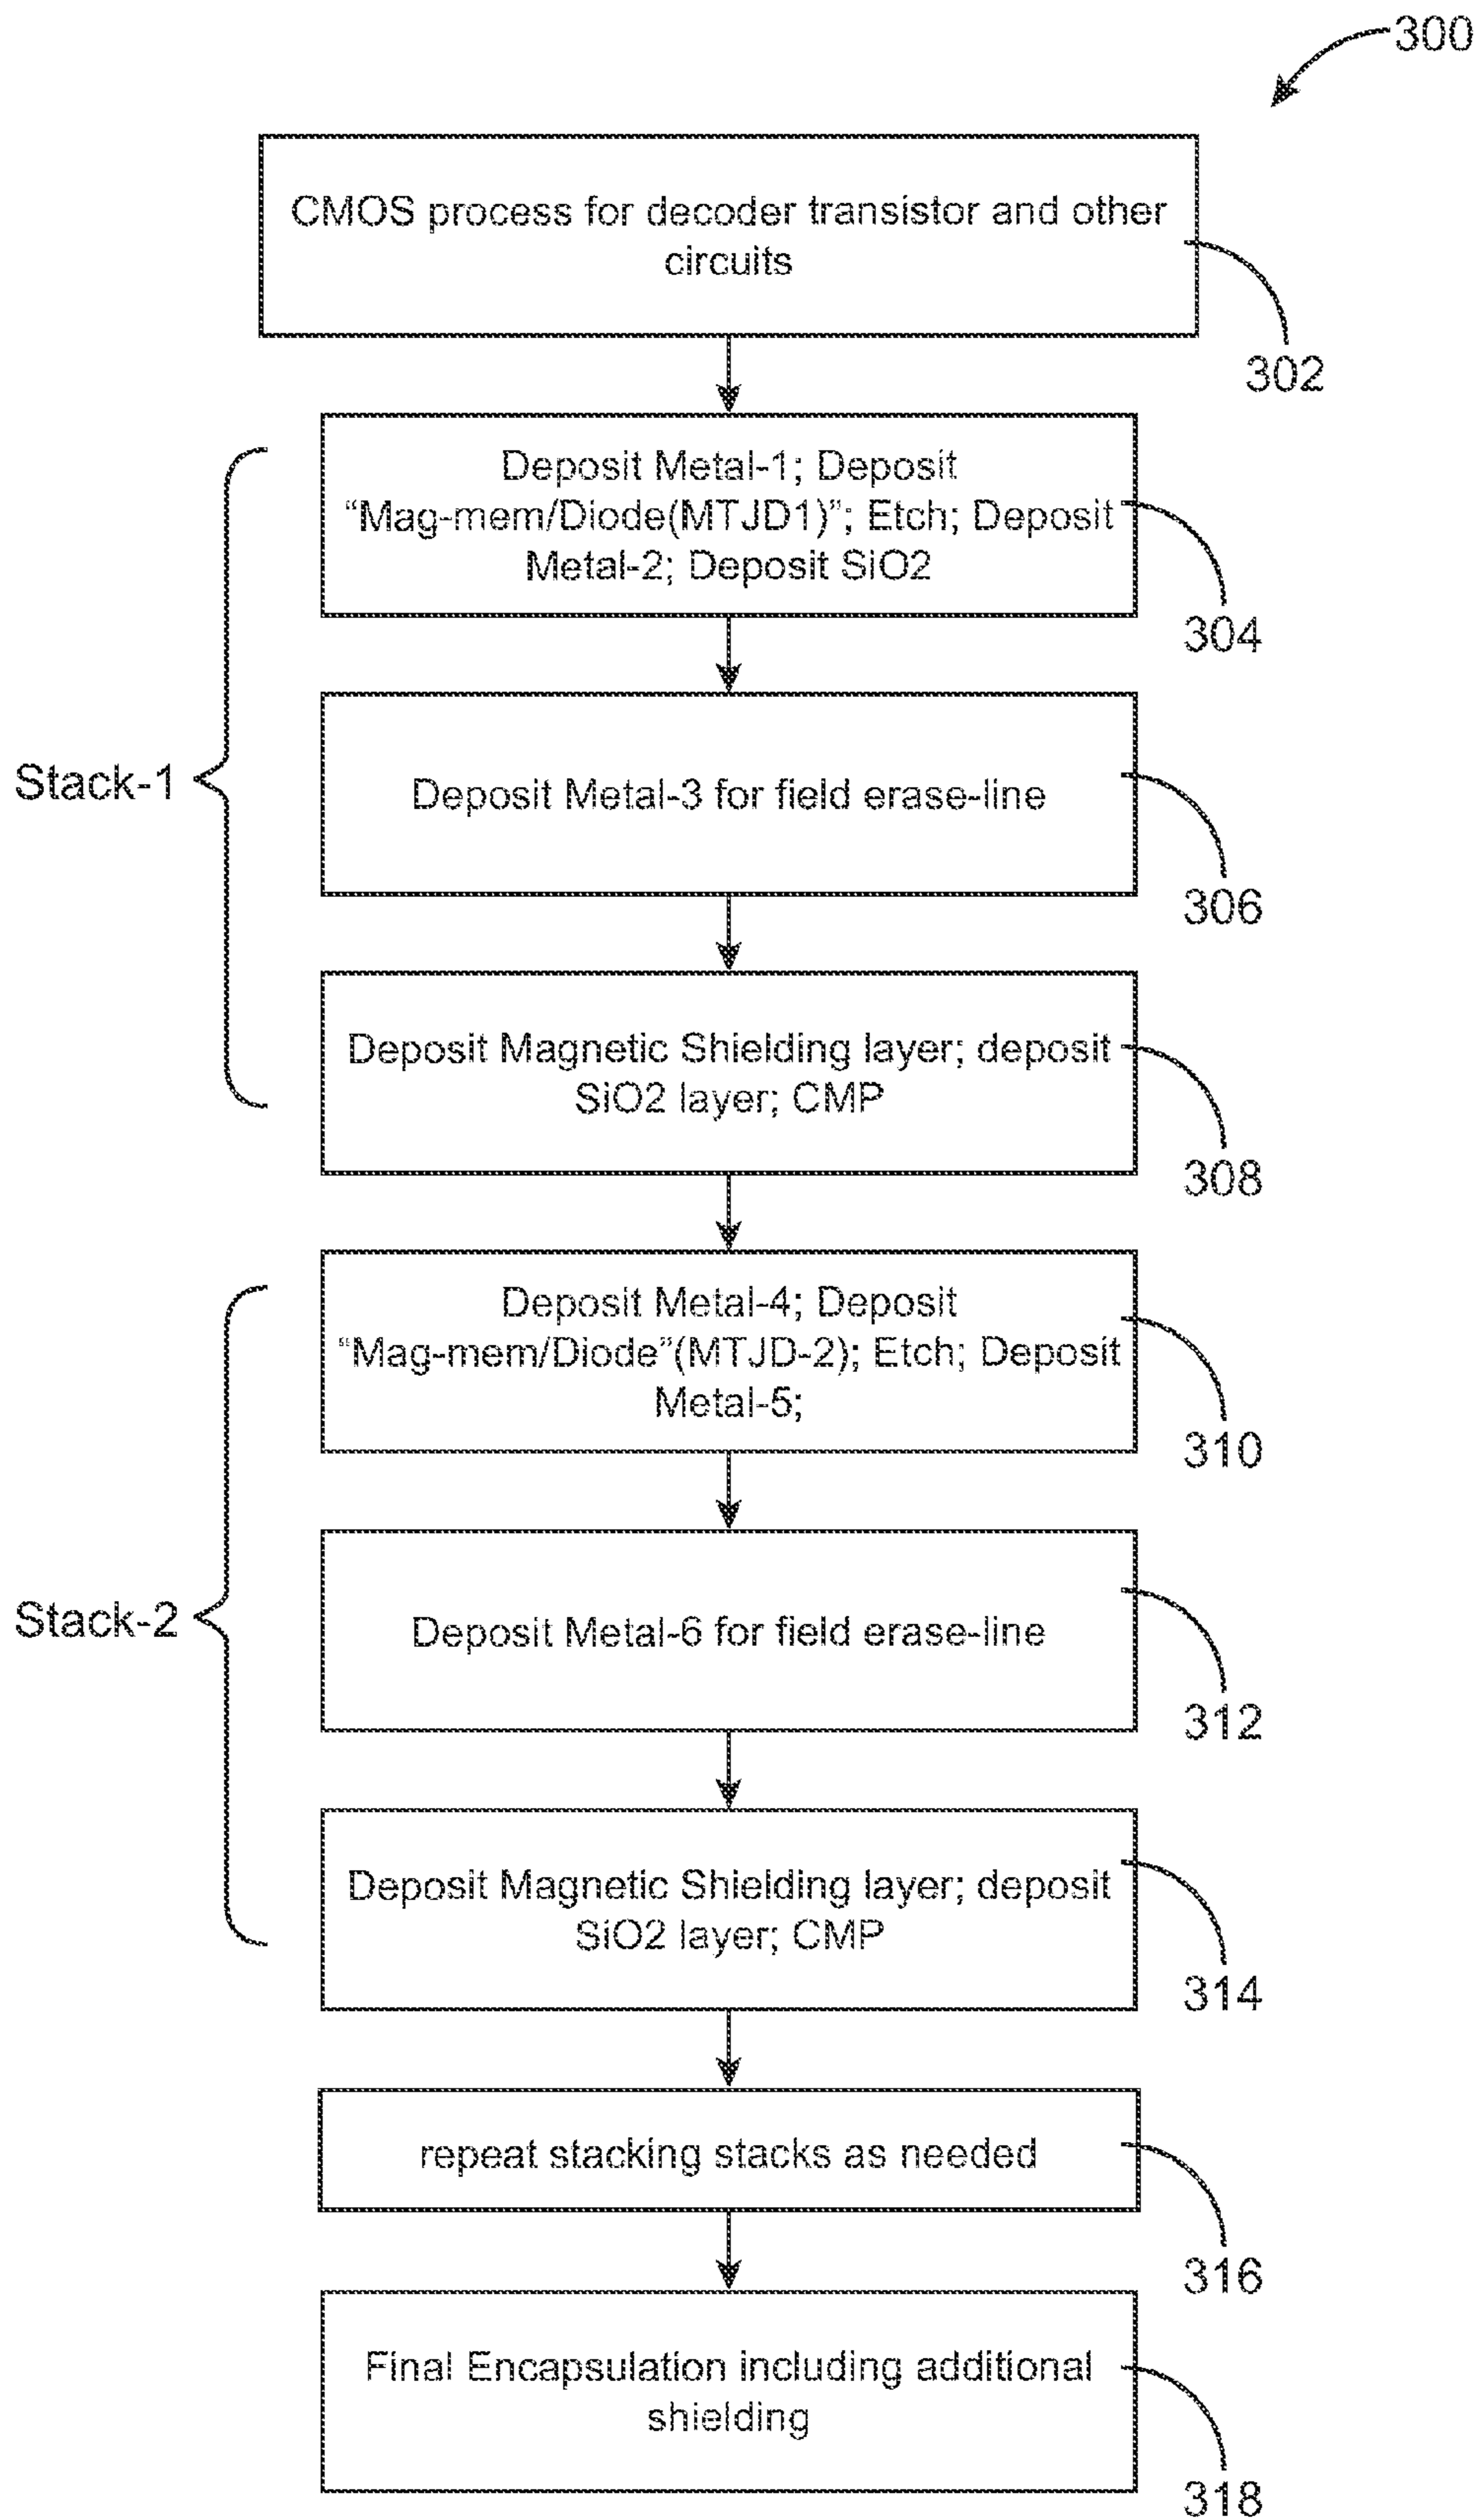 300
CMOS process for decoder transistor and other
circuits
302
Deposit Metal-1; Deposit
“Mag-mem/Diode(MTJD1)”; Etch; Deposit
Metal-2; Deposit SiO2
304
Stack-1
Deposit Metal-3 for field erase-line
306
Deposit Magnetic Shielding layer; deposit
SiO2 layer; CMP
308
Deposit Metal-4; Deposit
“Mag-mem/Diode”(MTJD-2); Etch; Deposit
Metal-5;
310
Stack-2
Deposit Metal-6 for field erase-line
312
Deposit Magnetic Shielding layer; deposit
SiO2 layer; CMP
314
repeat stacking stacks as needed
316
Final Encapsulation including additional
shielding
318